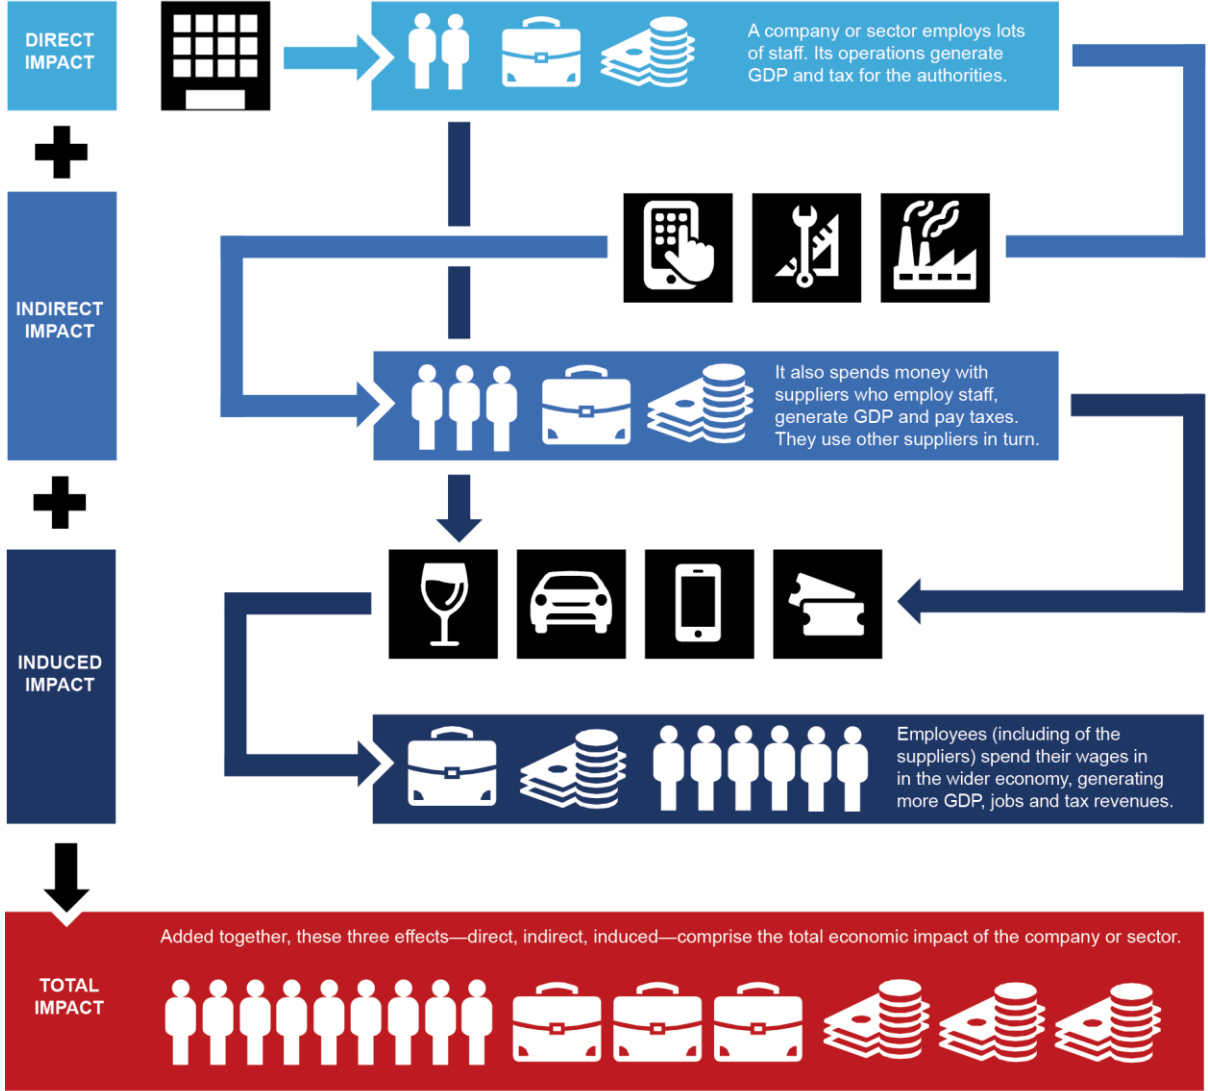 DIRECT
IMPACT
A company or sector employs lots
of staff. Its operations generate
GDP and tax for the authorities.
INDIRECT
IMPACT
It also spends money with
suppliers who employ staff,
generate GDP and pay taxes.
They use other suppliers in turn.
INDUCED
IMPACT
Employees (including of the
suppliers) spend their wages in
in the wider economy, generating
more GDP, jobs and tax revenues.
Added together, these three effects—direct, indirect, induced—comprise the total economic impact of the company or sector.
TOTAL
IMPACT